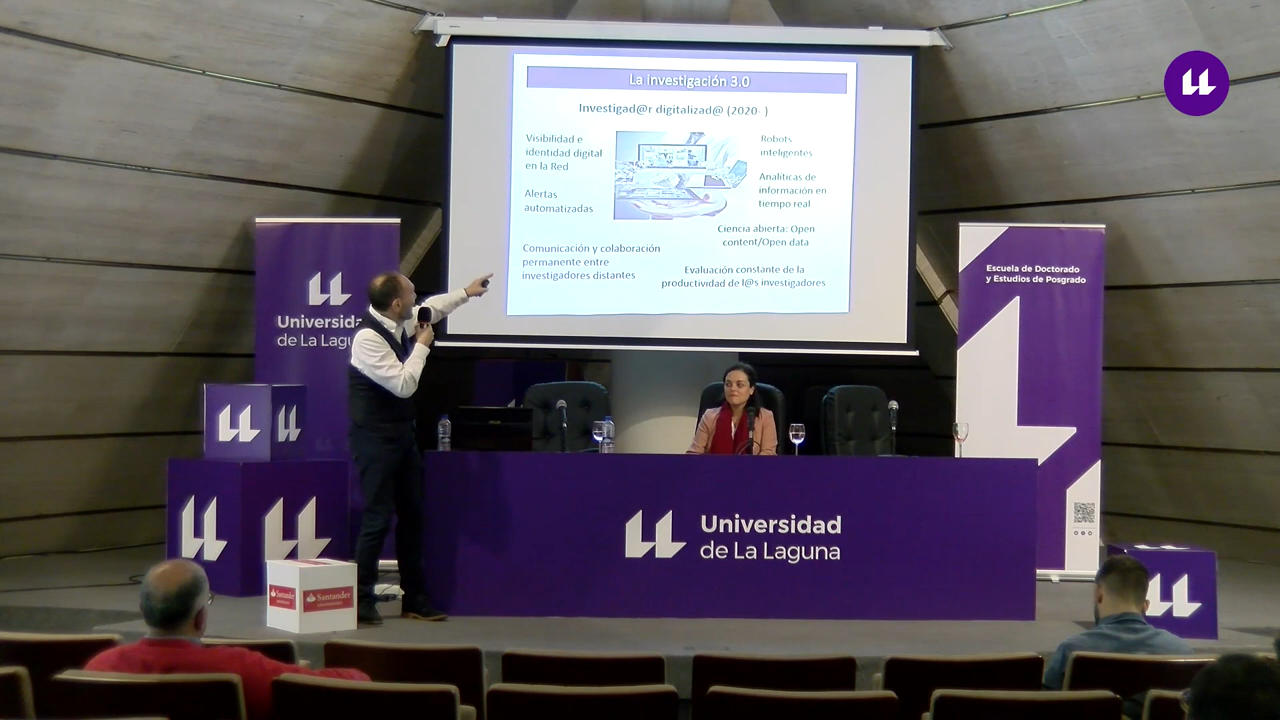 La investigación 3.0
Investigad@r digitalizad@ (2020- )
Visibilidad e
identidad digital
en la Red
Alertas
automatizadas
Comunicación y colaboración
permanente entre
investigadores distantes
Robots
inteligentes
Analíticas de
información en
tiempo real
Ciencia abierta: Open
content/Open data
Evaluación constante de la
productividad de l@s investigadores
Universida
de La Lagu
Escuela de Doctorado
y Estudios de Posgrado
Universidad
de La Laguna
Santander
Santander